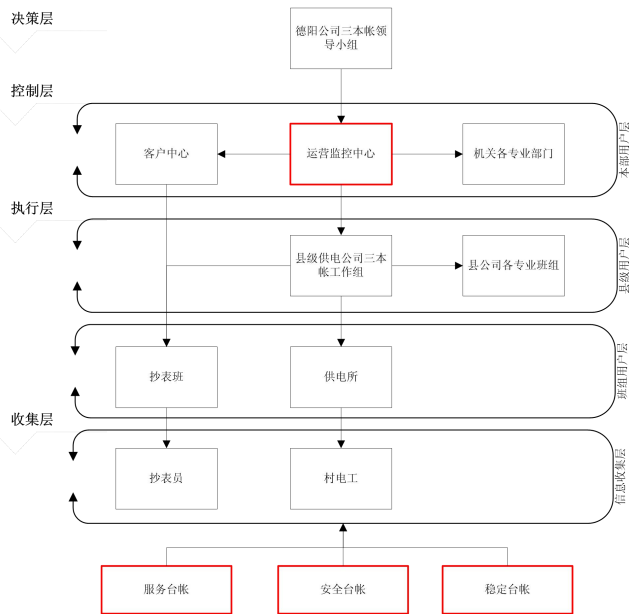 决策层
德阳公司三本帐领
导小组
控制层
客户中心
运营监控中心
机关各专业部门
本部用户层
执行层
县级供电公司三本
帐工作组
县公司各专业班组
县级用户层
抄表班
供电所
班组用户层
收集层
抄表员
村电工
信息收集层
服务台帐
安全台帐
稳定台帐